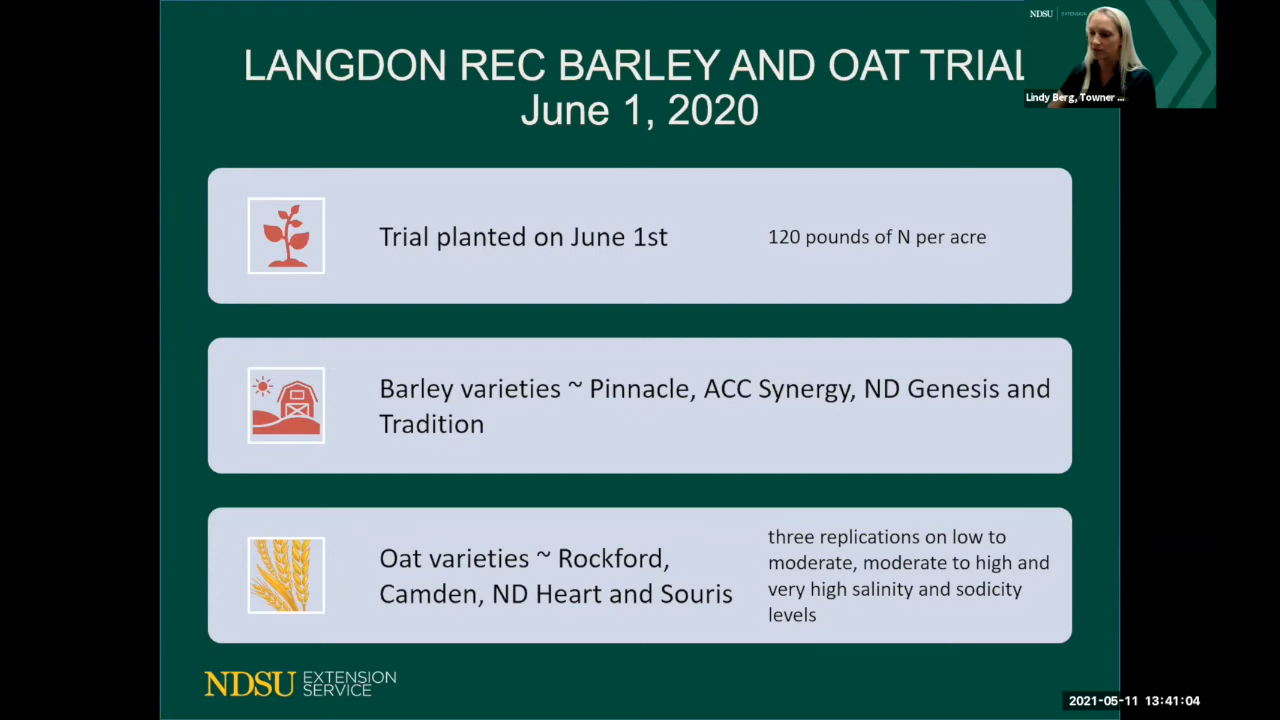 NDSU EXTENSION
LANGDON REC BARLEY AND OAT TRIAL
June 1, 2020
Lindy Berg, Towner ...
Trial planted on June 1st
120 pounds of N per acre
Barley varieties ~ Pinnacle, ACC Synergy, ND Genesis and
Tradition
Oat varieties ~ Rockford,
Camden, ND Heart and Souris
three replications on low to
moderate, moderate to high and
very high salinity and sodicity
levels
NDSU EXTENSION
SERVICE
2021-05-11 13:41:04